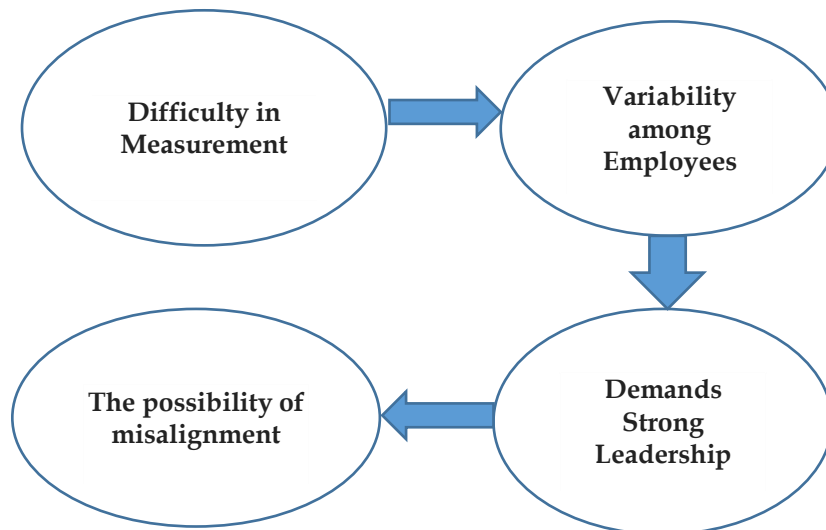 Difficulty in
Measurement
Variability
among
Employees
Demands
Strong
Leadership
The possibility of
misalignment